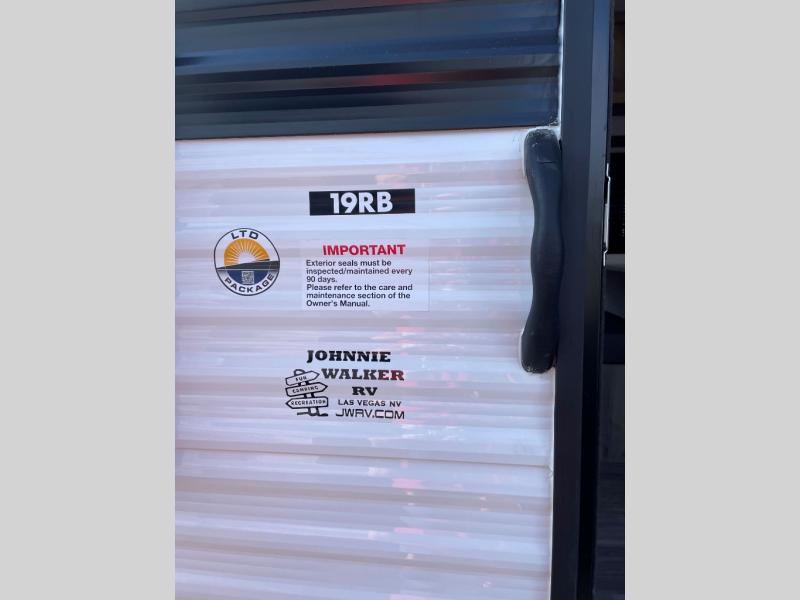 19RB
LTD
PACKAGE
IMPORTANT
Exterior seals must be
inspected/maintained every
90 days.
Please refer to the care and
maintenance section of the
Owner's Manual.
JOHNNIE
WALKER
RV
FUN
CAMPING
RECREATION
LAS VEGAS NV
JWRV.COM